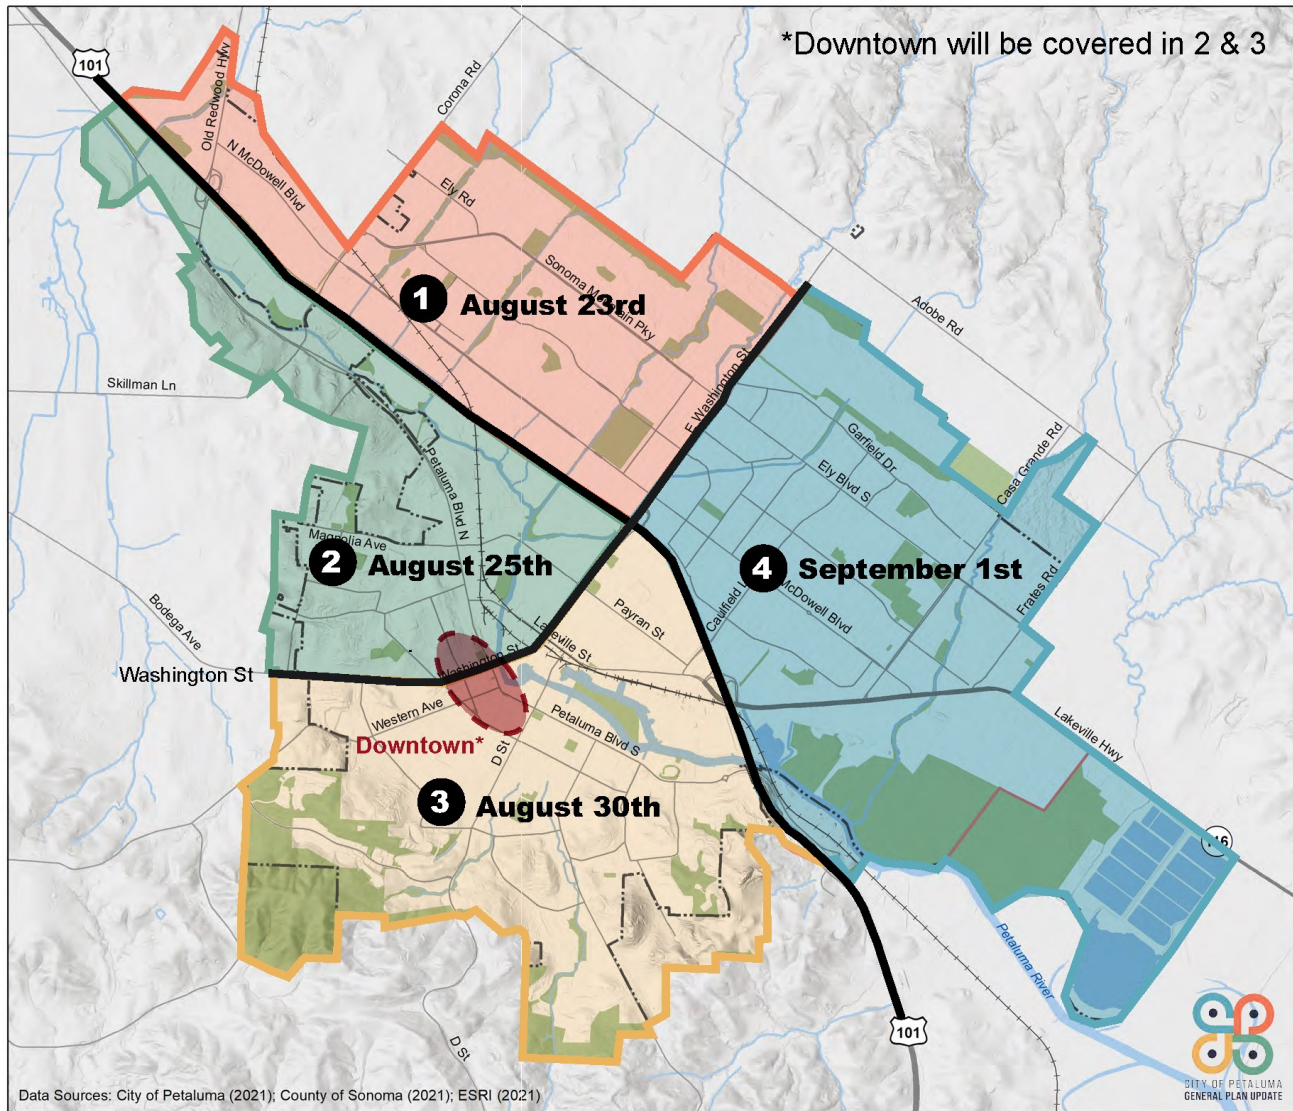 *Downtown will be covered in 2 & 3
101
Old Redwood Hwy
Corona Rd
N McDowell Blvd
Ely Rd
Sonoma Mountain Pky
1 August 23rd
Adobe Rd
E Washington St
Skillman Ln
Petaluma Blvd N
Garfield Dr
Ely Blvd S
Casa Grande Rd
Magnolia Ave
2 August 25th
4 September 1st
Frates Rd
McDowell Blvd
Caulfield L
Payran St
Bodega Ave
Lakeville St
Washington St
Washington St
Western Ave
Petaluma Blvd S
Lakeville Hwy
Downtown*
D St
3 August 30th
116
Petaluma River
101
D St
CITY OF PETALUMA
GENERAL PLAN UPDATE
Data Sources: City of Petaluma (2021); County of Sonoma (2021); ESRI (2021)